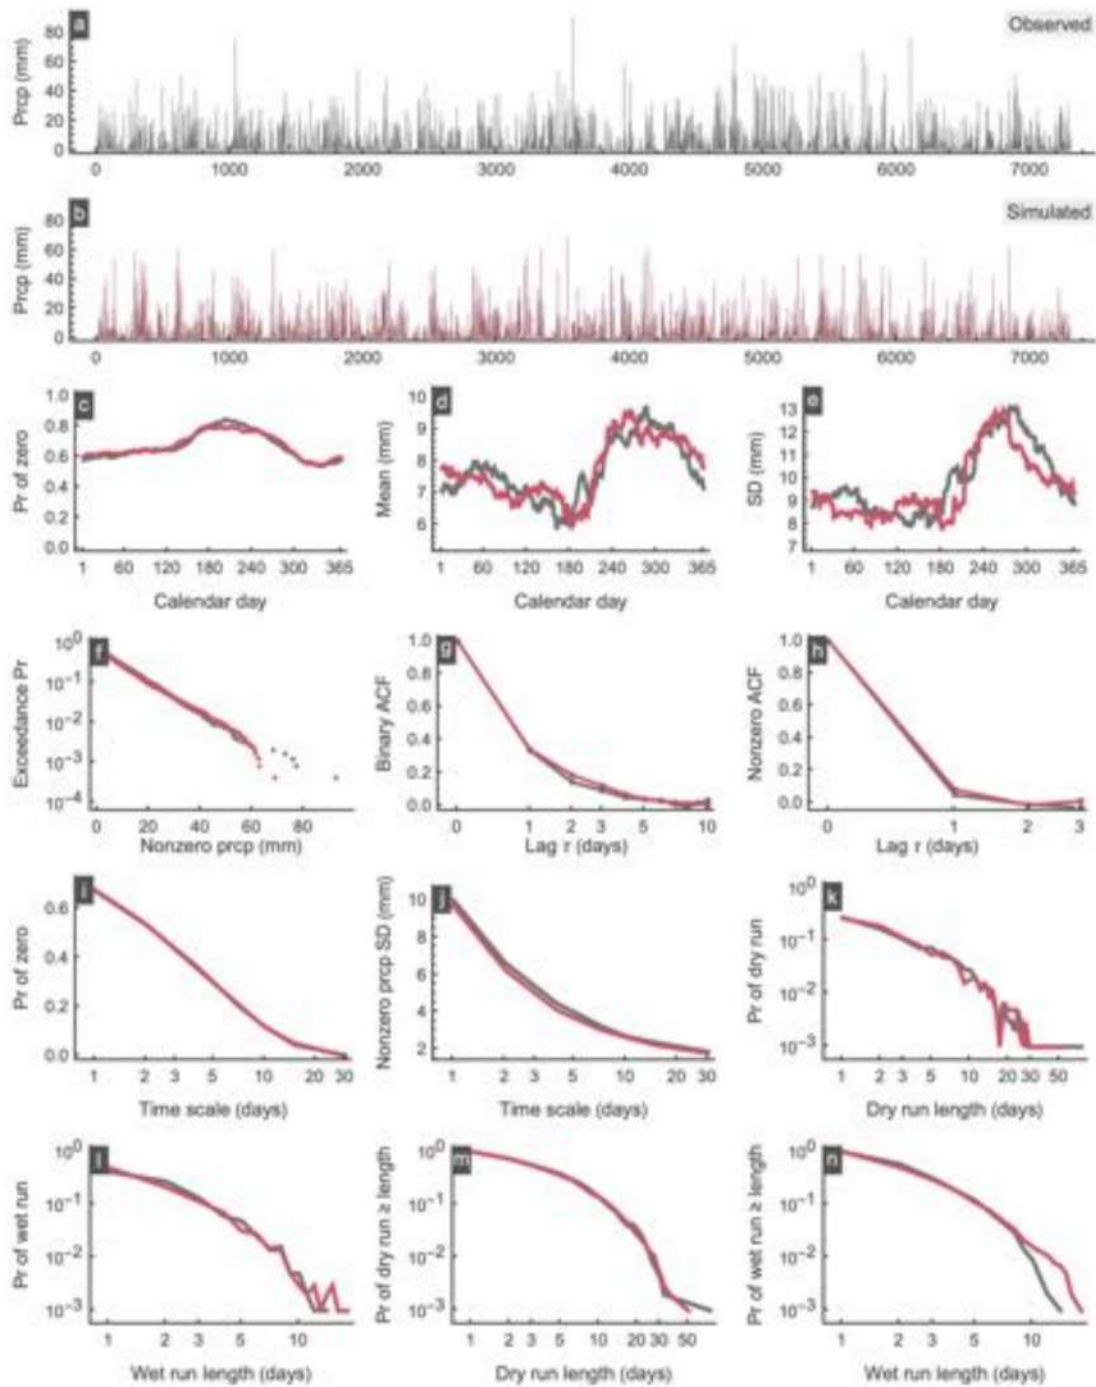 a
Observed
Prcp (mm)
80
60
40
20
0
0 1000 2000 3000 4000 5000 6000 7000
b
Simulated
Prcp (mm)
80
60
40
20
0
0 1000 2000 3000 4000 5000 6000 7000
c
Pr of zero
1.0
0.8
0.6
0.4
0.2
0.0
1 60 120 180 240 300 365
Calendar day
d
Mean (mm)
10
9
8
7
6
1 60 120 180 240 300 365
Calendar day
e
SD (mm)
13
12
11
10
9
8
7
1 60 120 180 240 300 365
Calendar day
f
Exceedance Pr
10^0
10^-1
10^-2
10^-3
10^-4
0 20 40 60 80
Nonzero prcp (mm)
g
Binary ACF
1.0
0.8
0.6
0.4
0.2
0.0
0 1 2 3 5 10
Lag τ (days)
h
Nonzero ACF
1.0
0.8
0.6
0.4
0.2
0.0
0 1 2 3
Lag τ (days)
i
Pr of zero
0.6
0.4
0.2
0.0
1 2 3 5 10 20 30
Time scale (days)
j
Nonzero prcp SD (mm)
10
8
6
4
2
1 2 3 5 10 20 30
Time scale (days)
k
Pr of dry run
10^0
10^-1
10^-2
10^-3
1 2 3 5 10 20 30 50
Dry run length (days)
l
Pr of wet run
10^0
10^-1
10^-2
10^-3
1 2 3 5 10
Wet run length (days)
m
Pr of dry run ≥ length
10^0
10^-1
10^-2
10^-3
1 2 3 5 10 20 30 50
Dry run length (days)
n
Pr of wet run ≥ length
10^0
10^-1
10^-2
10^-3
1 2 3 5 10
Wet run length (days)